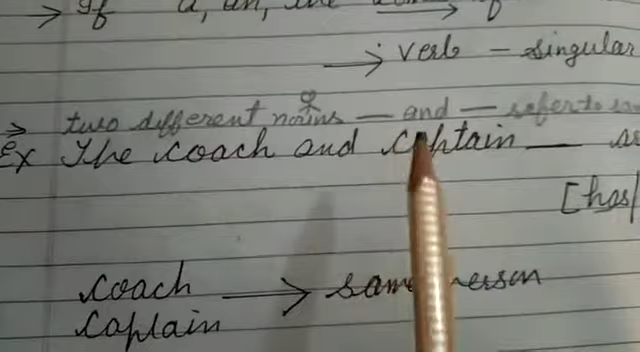 → If a, an, the
→ verb - singular
→ two different nouns — and — refer to
Ex The coach and captain —
[has/
coach → same person
captain